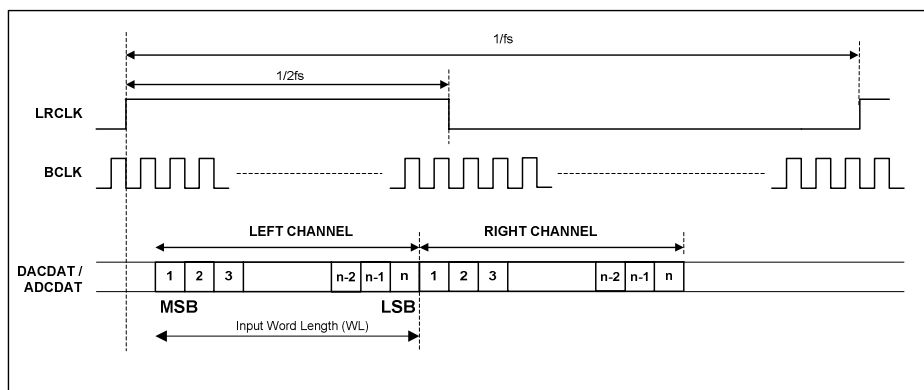 1/fs
1/2fs
LRCLK
BCLK
LEFT CHANNEL RIGHT CHANNEL
DACDAT / ADCDAT
1 2 3 n-2 n-1 n 1 2 3 n-2 n-1 n
MSB LSB
Input Word Length (WL)